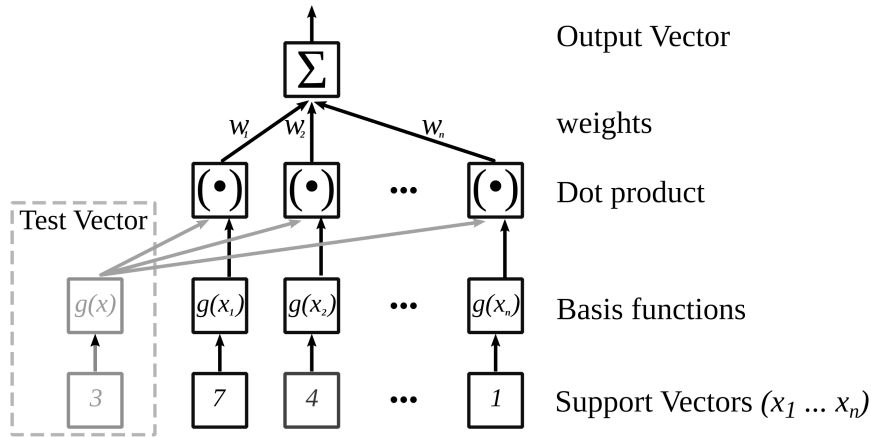 Output Vector
Σ
w₁ w₂ wₙ
weights
(•) (•) ... (•)
Dot product
Test Vector
g(x) g(x₁) g(x₂) ... g(xₙ)
Basis functions
3 7 4 ... 1
Support Vectors (x₁ ... xₙ)